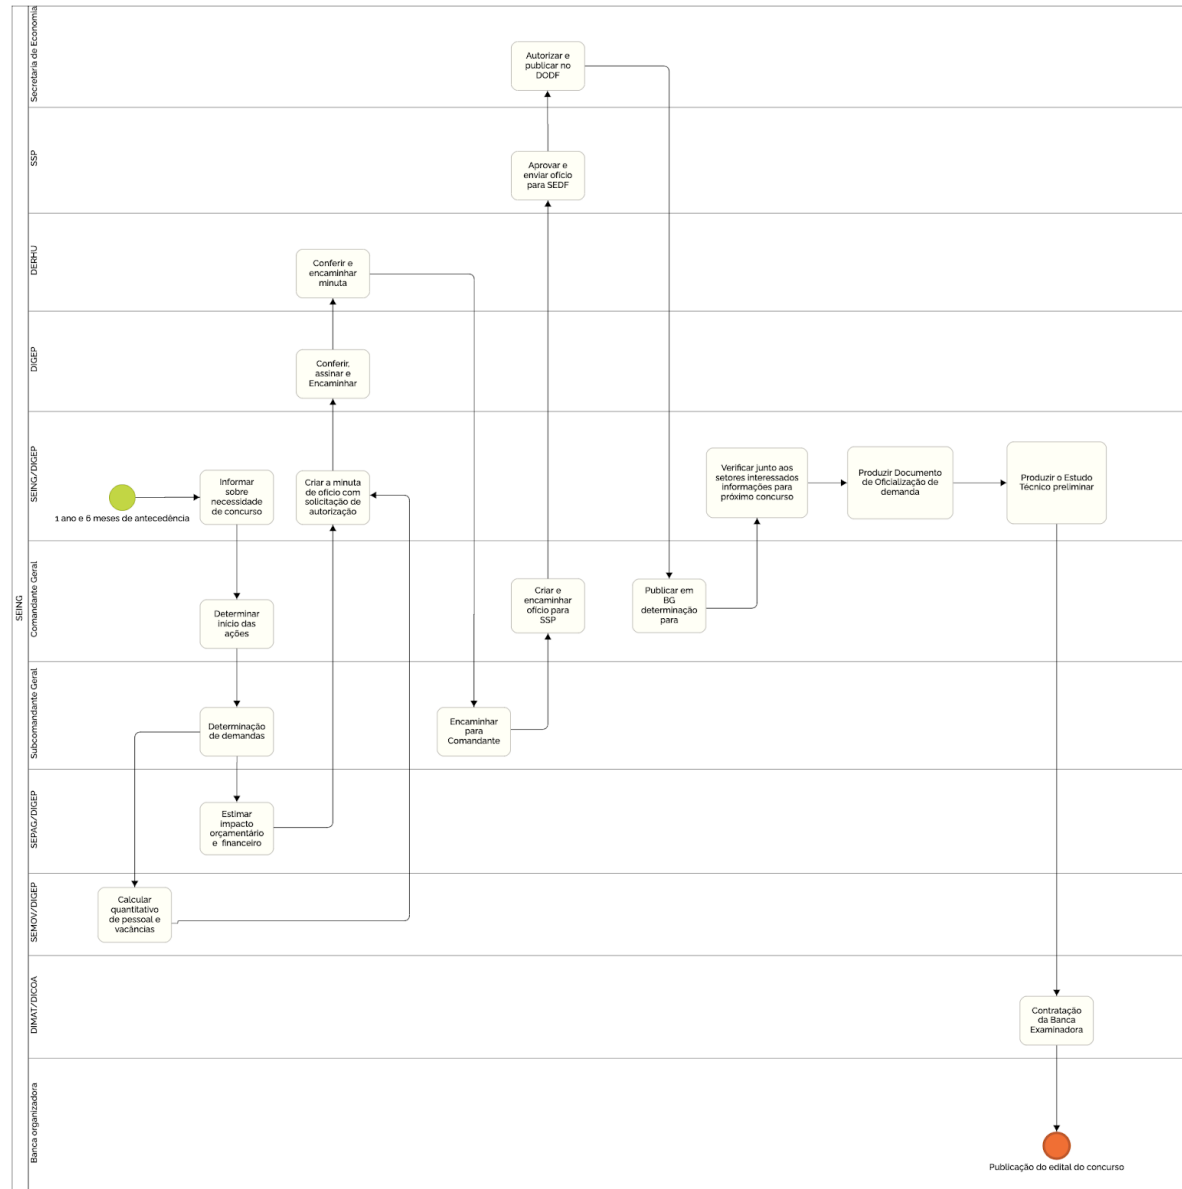 SEING
Secretaria de Economia
Autorizar e
publicar no
DODF
SSP
Aprovar e
enviar ofício
para SEDF
DERHU
Conferir e
encaminhar
minuta
DIGEP
Conferir,
assinar e
Encaminhar
SEING/DIGEP
1 ano e 6 meses de antecedência
Informar
sobre
necessidade
de concurso
Criar a minuta
de ofício com
solicitação de
autorização
Verificar junto aos
setores interessados
informações para
próximo concurso
Produzir Documento
de Oficialização de
demanda
Produzir o Estudo
Técnico preliminar
Comandante Geral
Determinar
início das
ações
Criar e
encaminhar
ofício para
SSP
Publicar em
BG
determinação
para
Subcomandante Geral
Determinação
de demandas
Encaminhar
para
Comandante
SEPAG/DIGEP
Estimar
impacto
orçamentário
e financeiro
SEMOV/DIGEP
Calcular
quantitativo
de pessoal e
vacâncias
DIMAT/DICOA
Contratação
da Banca
Examinadora
Banca organizadora
Publicação do edital do concurso